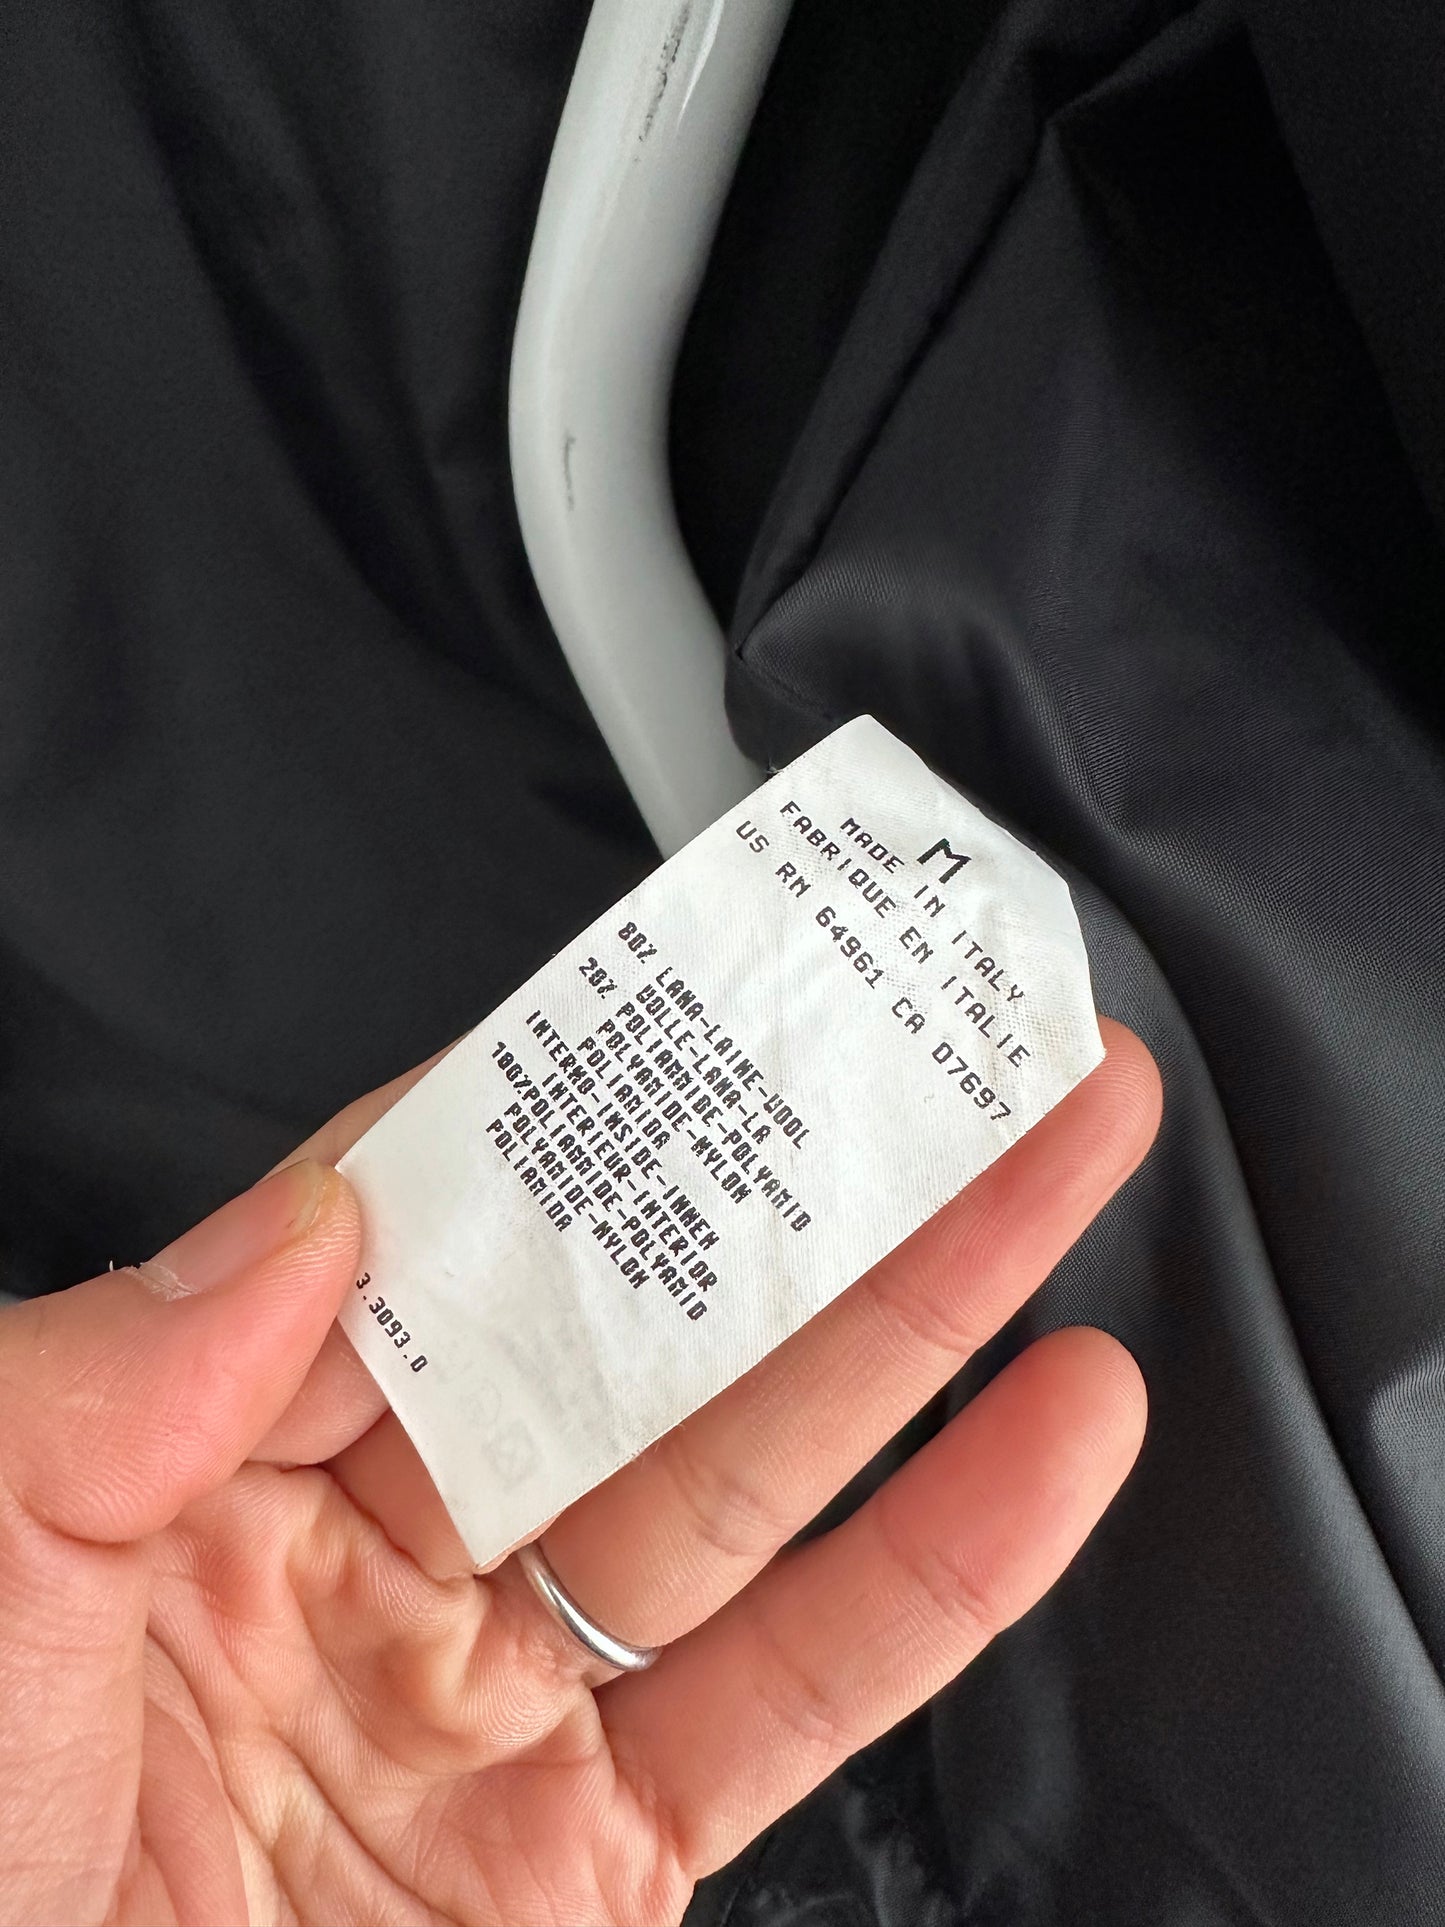 M
MADE IN ITALY
FABRIQUE EN ITALIE
US RN 64961 CA 07697
80% LANA-LAINE-WOOL
WOLLE-LANA-LA
20% POLIAMMIDE-POLYAMID
POLYAMIDE-NYLON
POLIAMIDA
INTERNO-INSIDE-INNEN
INTERIEUR-INTERIOR
100%POLIAMMIDE-POLYAMID
POLYAMIDE-NYLON
POLIAMIDA
3.3093.0